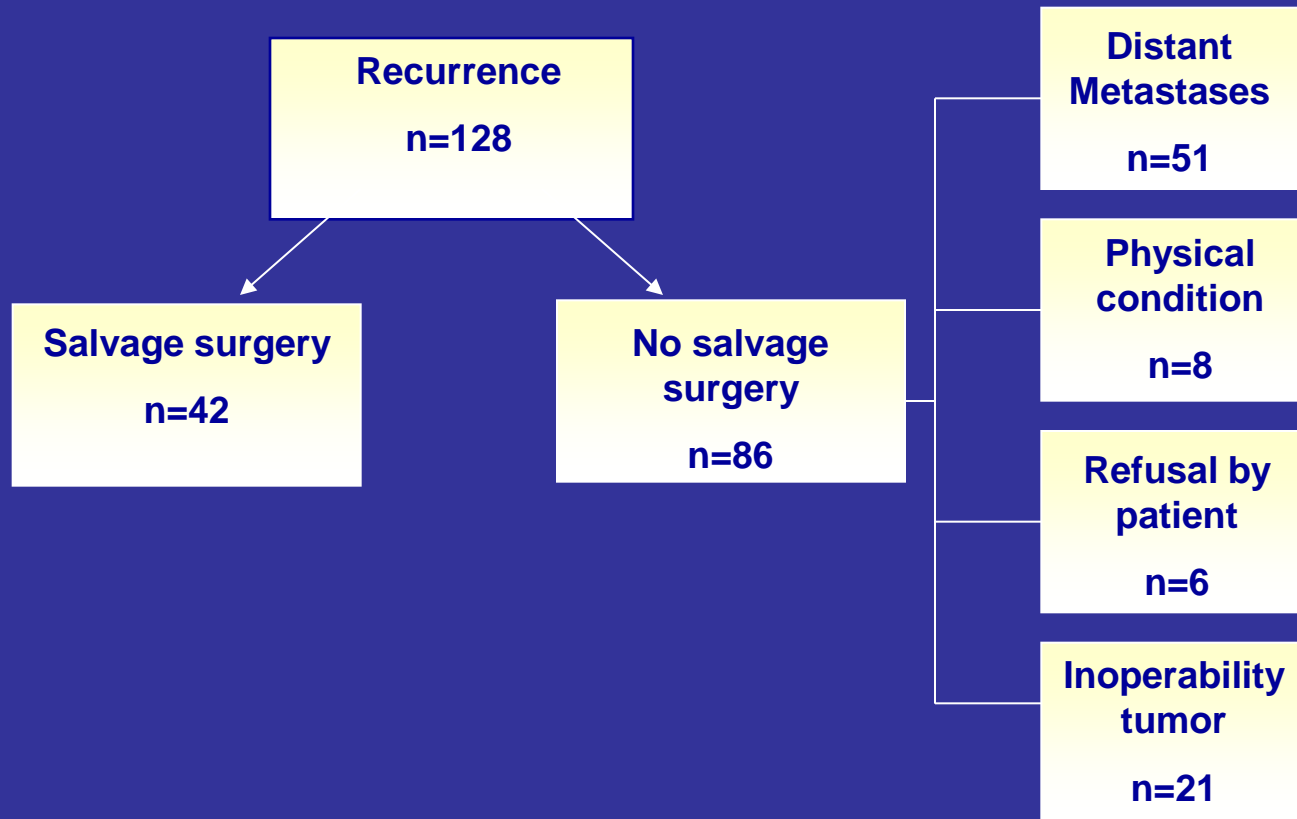 Recurrence
n=128
Salvage surgery
n=42
No salvage
surgery
n=86
Distant
Metastases
n=51
Physical
condition
n=8
Refusal by
patient
n=6
Inoperability
tumor
n=21